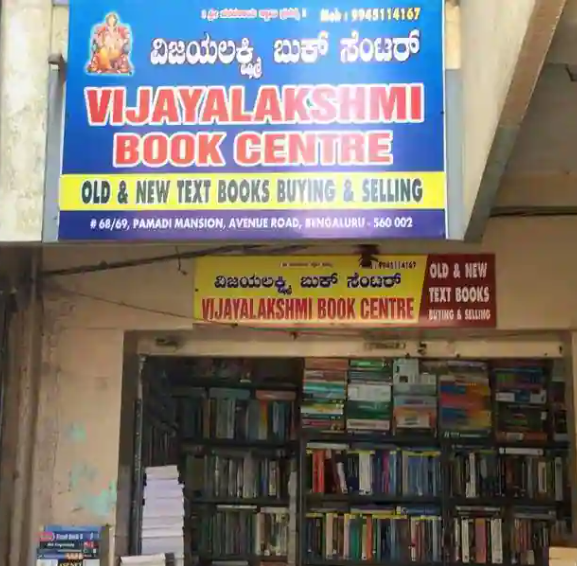 Mob : 9945114167
ವಿಜಯಲಕ್ಷ್ಮಿ ಬುಕ್ ಸೆಂಟರ್
VIJAYALAKSHMI
BOOK CENTRE
OLD & NEW TEXT BOOKS BUYING & SELLING
# 68/69, PAMADI MANSION, AVENUE ROAD, BENGALURU - 560 002
9945114167
ವಿಜಯಲಕ್ಷ್ಮಿ ಬುಕ್ ಸೆಂಟರ್
VIJAYALAKSHMI BOOK CENTRE
OLD & NEW
TEXT BOOKS
BUYING & SELLING